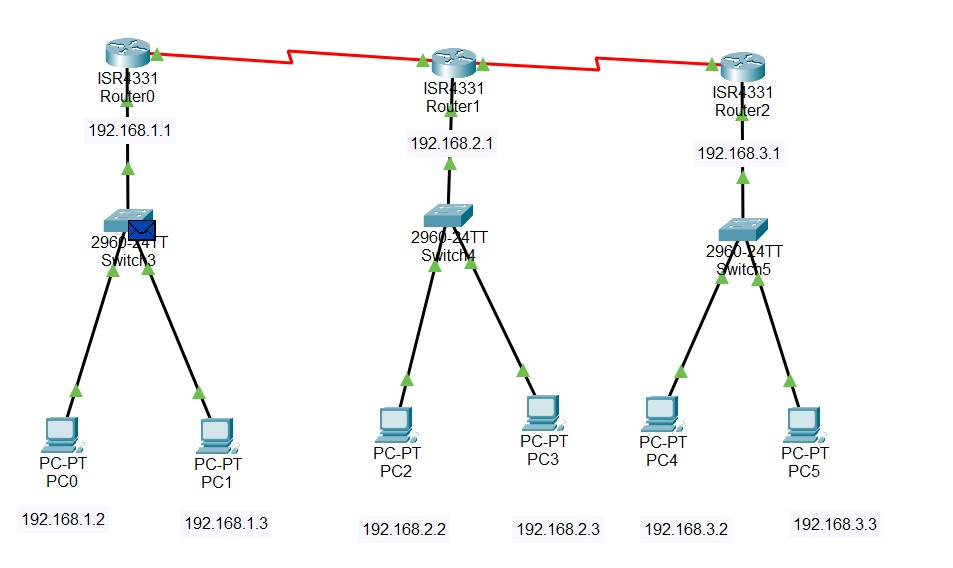 ISR4331
Router0
192.168.1.1
2960-24TT
Switch3
PC-PT
PC0
192.168.1.2
PC-PT
PC1
192.168.1.3
ISR4331
Router1
192.168.2.1
2960-24TT
Switch4
PC-PT
PC2
192.168.2.2
PC-PT
PC3
192.168.2.3
ISR4331
Router2
192.168.3.1
2960-24TT
Switch5
PC-PT
PC4
192.168.3.2
PC-PT
PC5
192.168.3.3